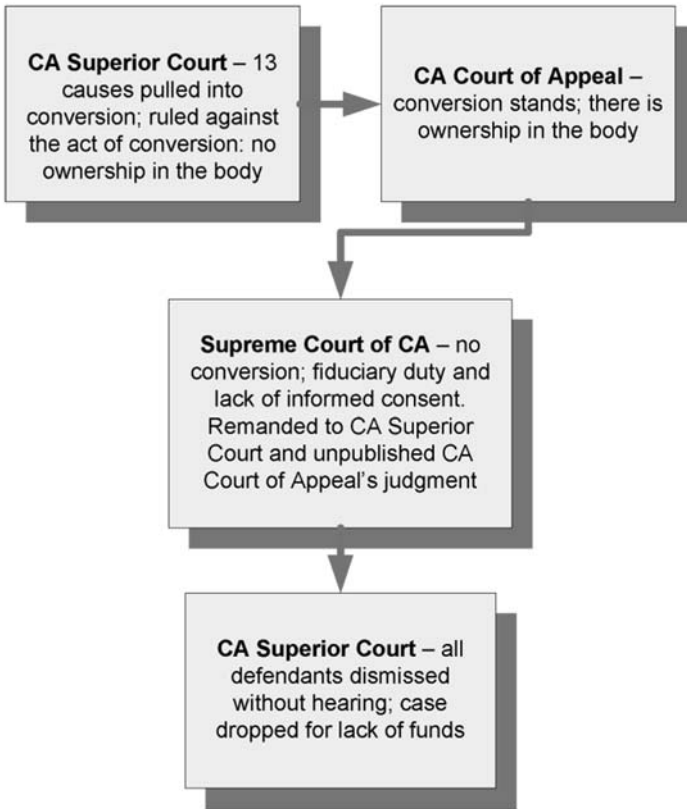 CA Superior Court – 13
causes pulled into
conversion; ruled against
the act of conversion: no
ownership in the body
CA Court of Appeal –
conversion stands; there is
ownership in the body
Supreme Court of CA – no
conversion; fiduciary duty and
lack of informed consent.
Remanded to CA Superior
Court and unpublished CA
Court of Appeal's judgment
CA Superior Court – all
defendants dismissed
without hearing; case
dropped for lack of funds